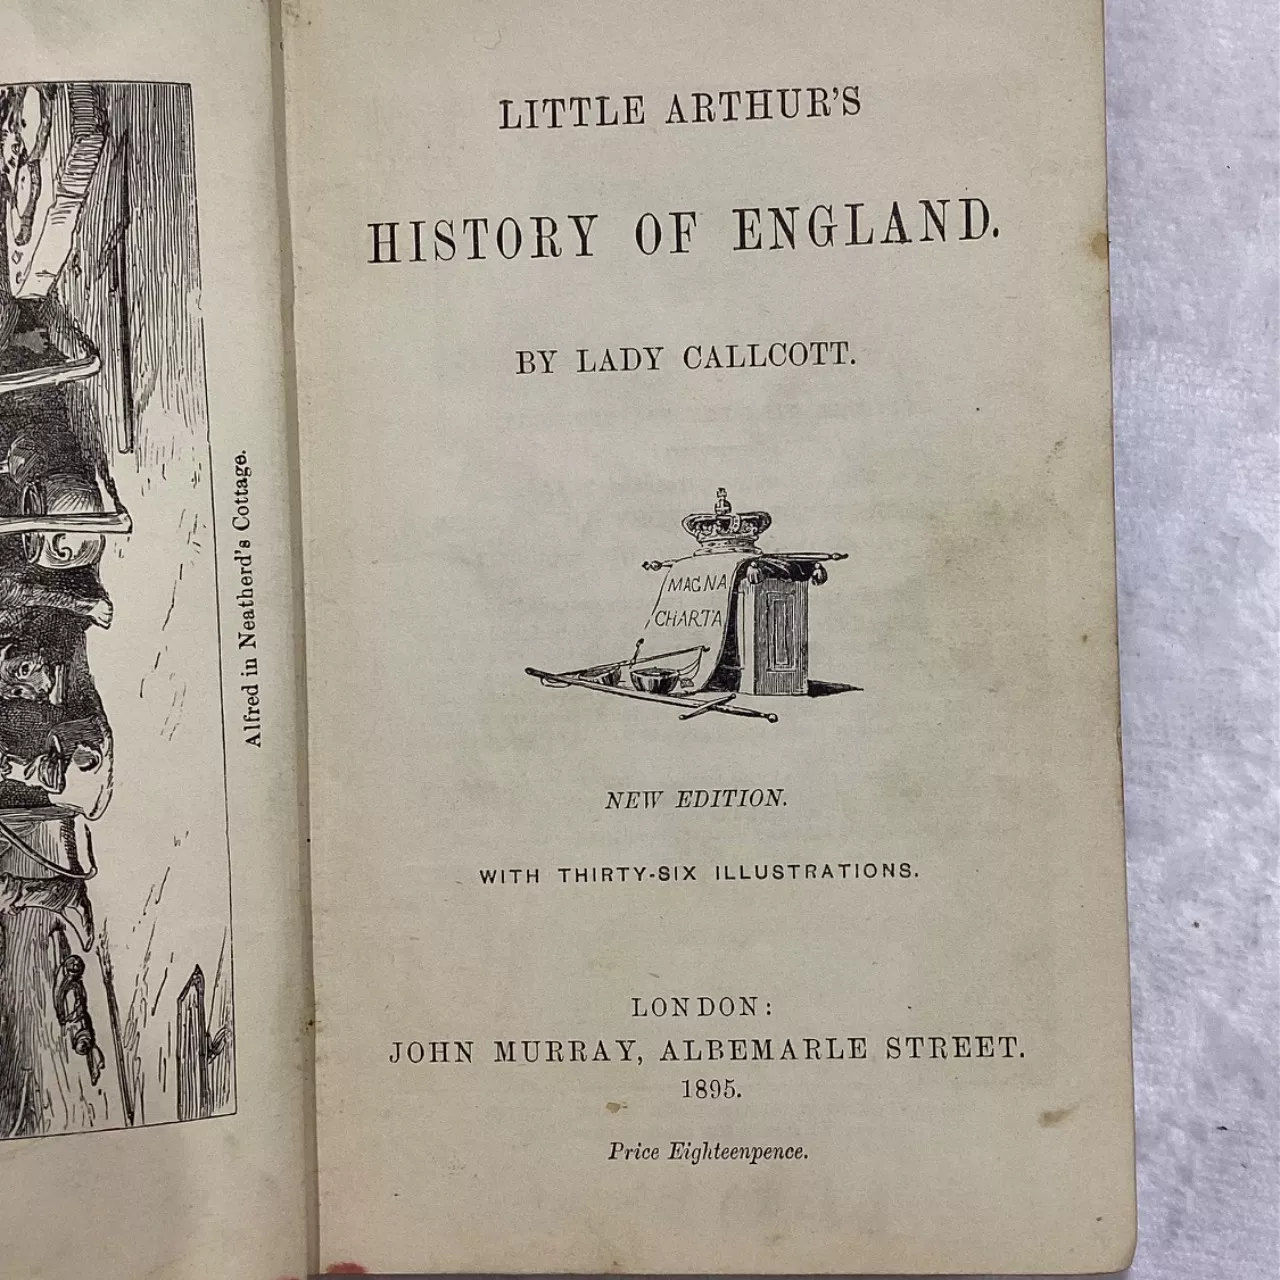 Alfred in Neatherd's Cottage.
LITTLE ARTHUR'S
HISTORY OF ENGLAND.
BY LADY CALLCOTT.
MAGNA
CHARTA
NEW EDITION.
WITH THIRTY-SIX ILLUSTRATIONS.
LONDON:
JOHN MURRAY, ALBEMARLE STREET.
1895.
Price Eighteenpence.